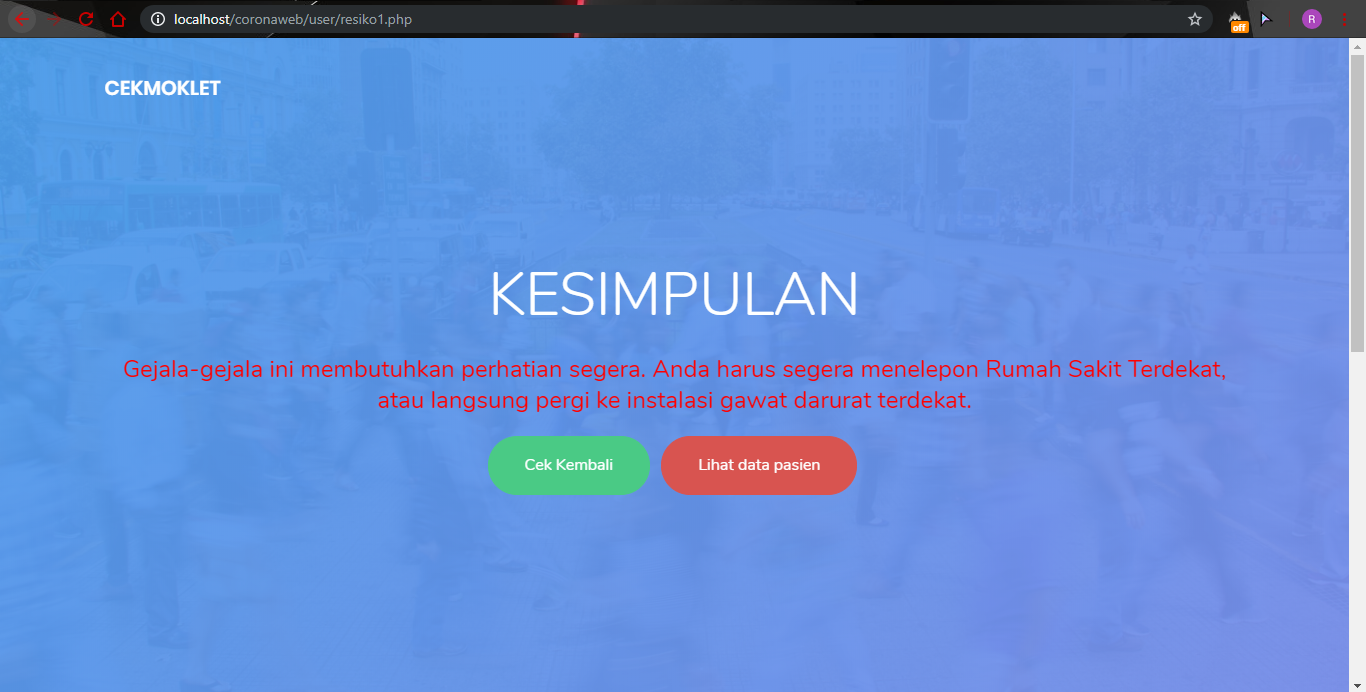 localhost/coronaweb/user/resiko1.php
off
R
CEKMOKLET
KESIMPULAN
Gejala-gejala ini membutuhkan perhatian segera. Anda harus segera menelepon Rumah Sakit Terdekat,
atau langsung pergi ke instalasi gawat darurat terdekat.
Cek Kembali
Lihat data pasien